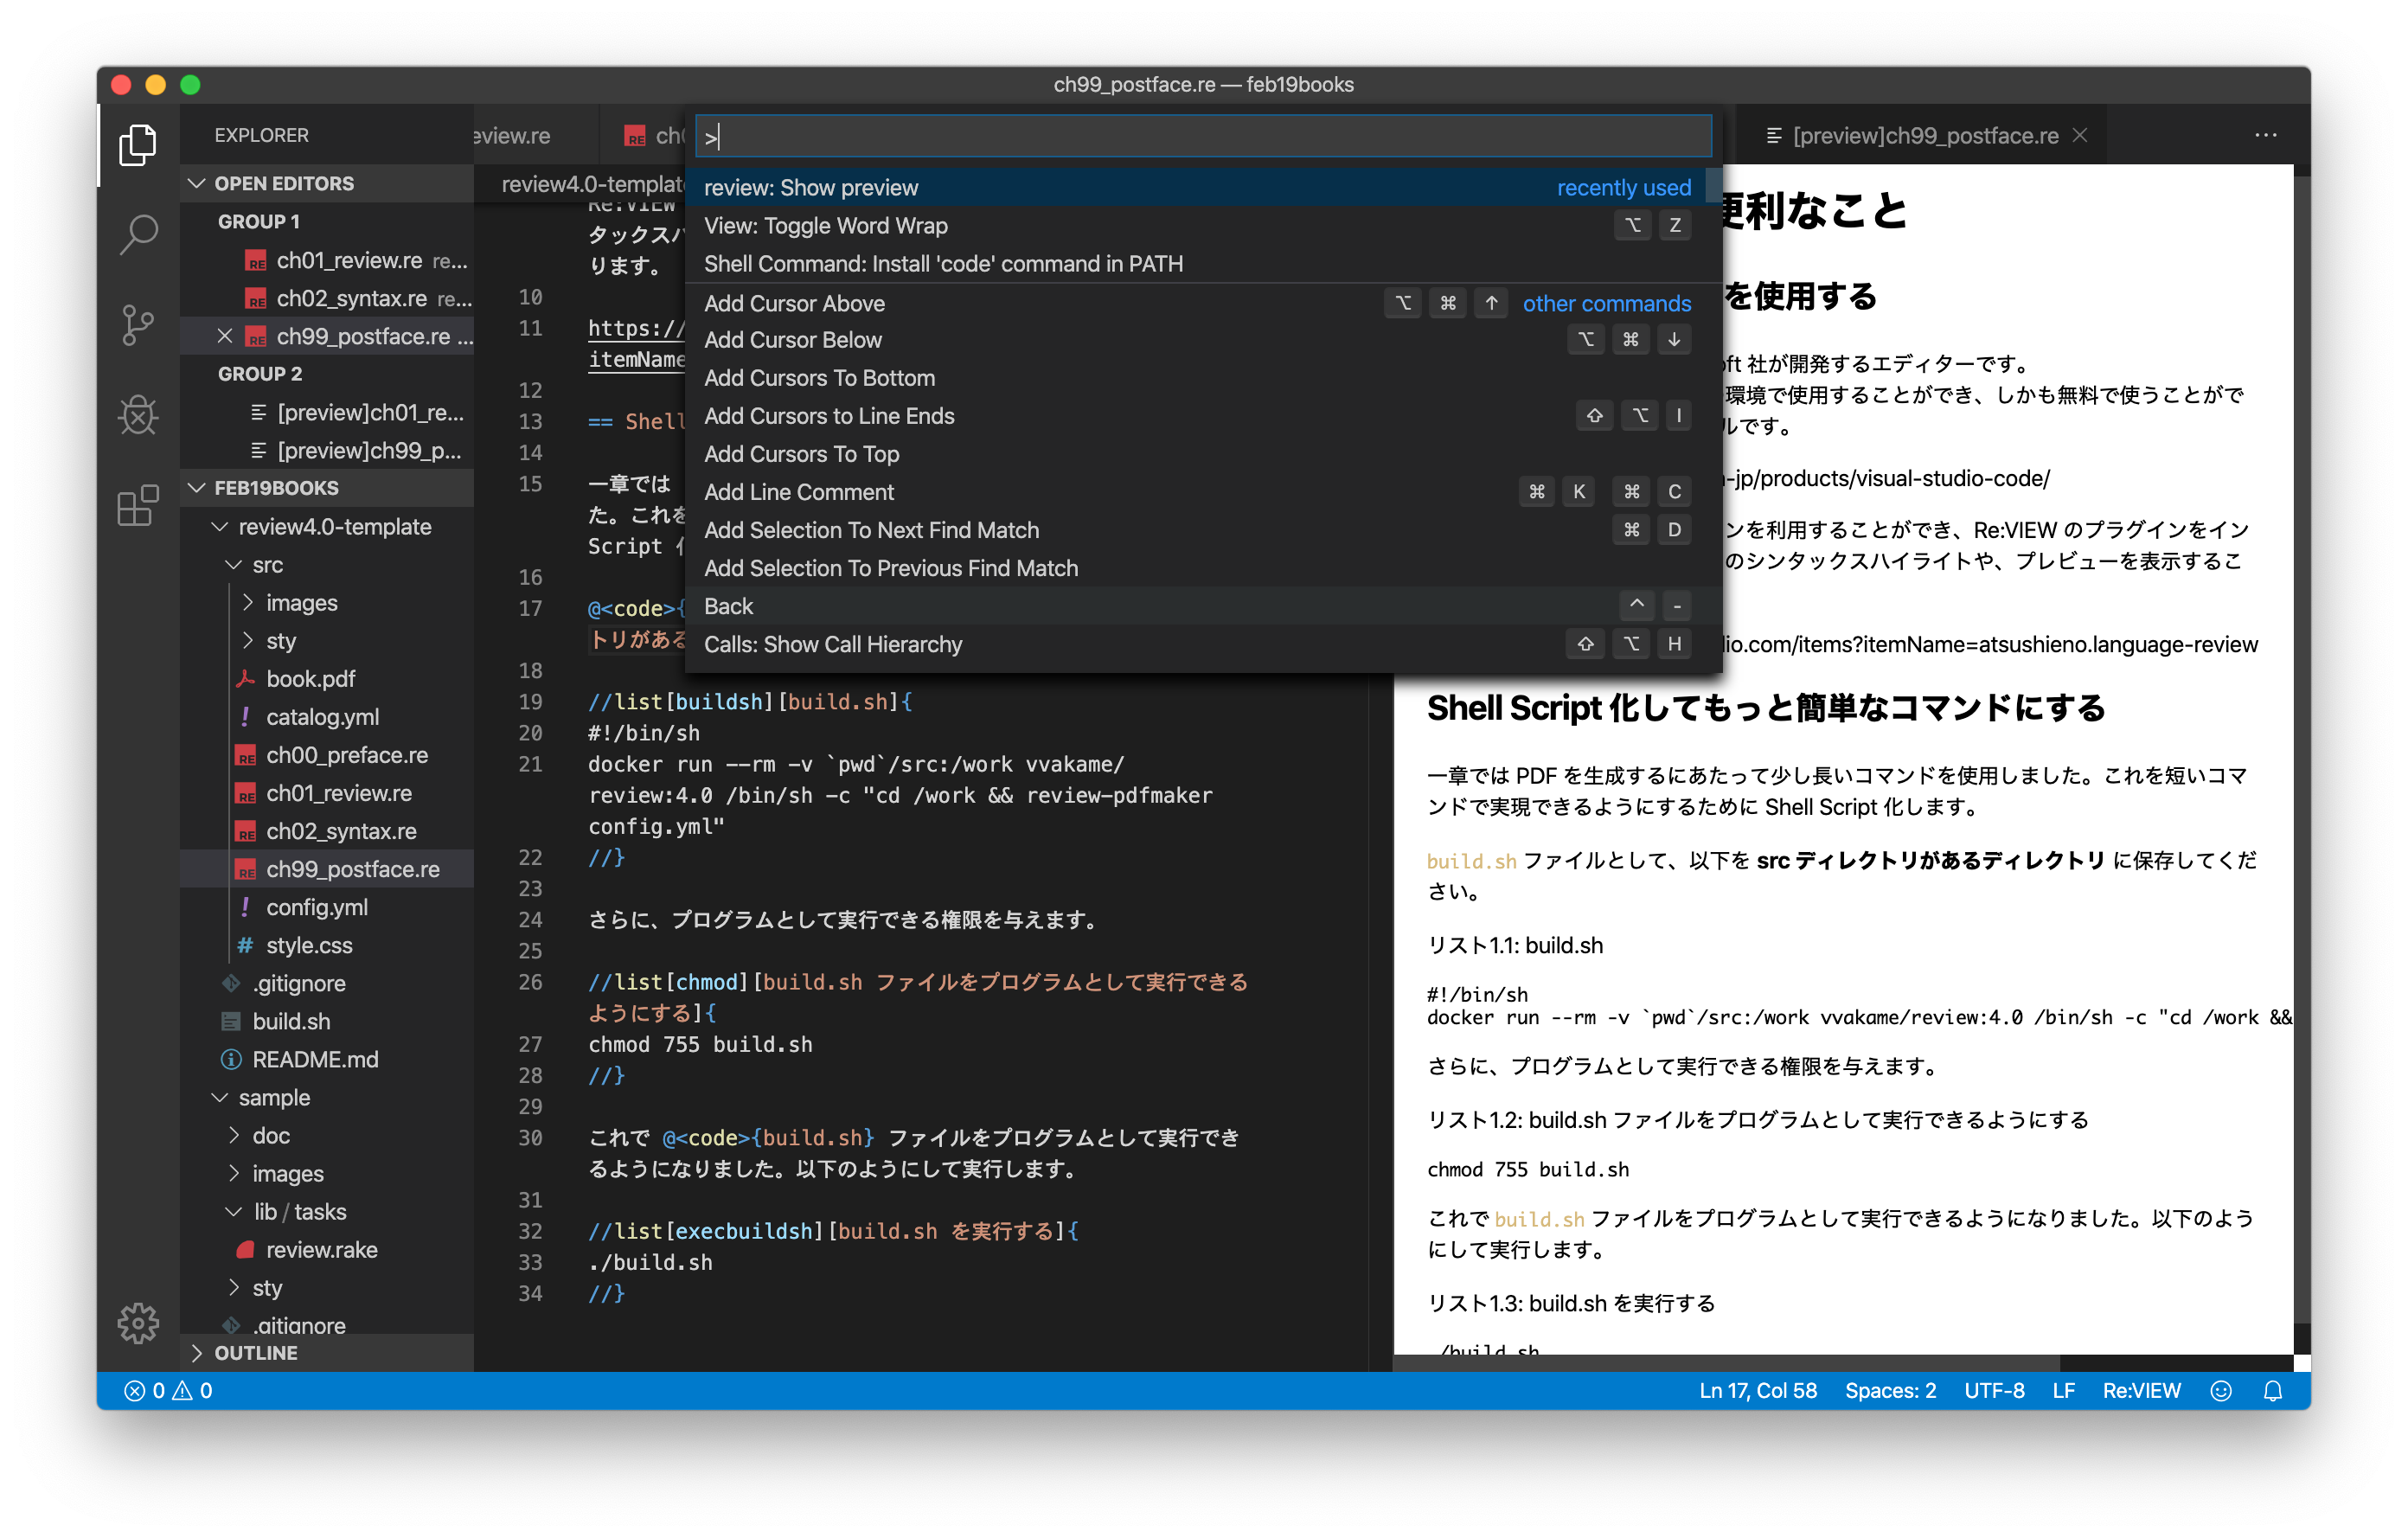 ch99_postface.re — feb19books
EXPLORER
OPEN EDITORS
GROUP 1
ch01_review.re re...
ch02_syntax.re re...
ch99_postface.re ...
GROUP 2
[preview]ch01_re...
[preview]ch99_p...
FEB19BOOKS
review4.0-template
src
images
sty
book.pdf
catalog.yml
ch00_preface.re
ch01_review.re
ch02_syntax.re
ch99_postface.re
config.yml
style.css
.gitignore
build.sh
README.md
sample
doc
images
lib / tasks
review.rake
sty
.gitignore
OUTLINE
eview.re
[preview]ch99_postface.re
>
review: Show preview recently used
View: Toggle Word Wrap ⌥ Z
Shell Command: Install 'code' command in PATH
Add Cursor Above ⌥ ⌘ ↑ other commands
Add Cursor Below ⌥ ⌘ ↓
Add Cursors To Bottom
Add Cursors to Line Ends ⇧ ⌥ I
Add Cursors To Top
Add Line Comment ⌘ K ⌘ C
Add Selection To Next Find Match ⌘ D
Add Selection To Previous Find Match
Back ^ -
Calls: Show Call Hierarchy ⇧ ⌥ H
review4.0-template
Re:VIEW
タックスハ
ります。
10
11 https://
itemName
12
13 == Shell
14
15 一章では
た。これを
Script
16
17 @<code>{
トリがある
18
19 //list[buildsh][build.sh]{
20 #!/bin/sh
21 docker run --rm -v `pwd`/src:/work vvakame/
review:4.0 /bin/sh -c "cd /work && review-pdfmaker
config.yml"
22 //}
23
24 さらに、プログラムとして実行できる権限を与えます。
25
26 //list[chmod][build.sh ファイルをプログラムとして実行できる
ようにする]{
27 chmod 755 build.sh
28 //}
29
30 これで @<code>{build.sh} ファイルをプログラムとして実行でき
るようになりました。以下のようにして実行します。
31
32 //list[execbuildsh][build.sh を実行する]{
33 ./build.sh
34 //}
便利なこと
を使用する
oft 社が開発するエディターです。
環境で使用することができ、しかも無料で使うことがで
ルです。
-jp/products/visual-studio-code/
ンを利用することができ、Re:VIEW のプラグインをイン
のシンタックスハイライトや、プレビューを表示するこ
dio.com/items?itemName=atsushieno.language-review
Shell Script 化してもっと簡単なコマンドにする
一章では PDF を生成するにあたって少し長いコマンドを使用しました。これを短いコマ
ンドで実現できるようにするために Shell Script 化します。
build.sh ファイルとして、以下を src ディレクトリがあるディレクトリ に保存してくだ
さい。
リスト1.1: build.sh
#!/bin/sh
docker run --rm -v `pwd`/src:/work vvakame/review:4.0 /bin/sh -c "cd /work &&
さらに、プログラムとして実行できる権限を与えます。
リスト1.2: build.sh ファイルをプログラムとして実行できるようにする
chmod 755 build.sh
これで build.sh ファイルをプログラムとして実行できるようになりました。以下のよう
にして実行します。
リスト1.3: build.sh を実行する
./build.sh
0 0
Ln 17, Col 58 Spaces: 2 UTF-8 LF Re:VIEW